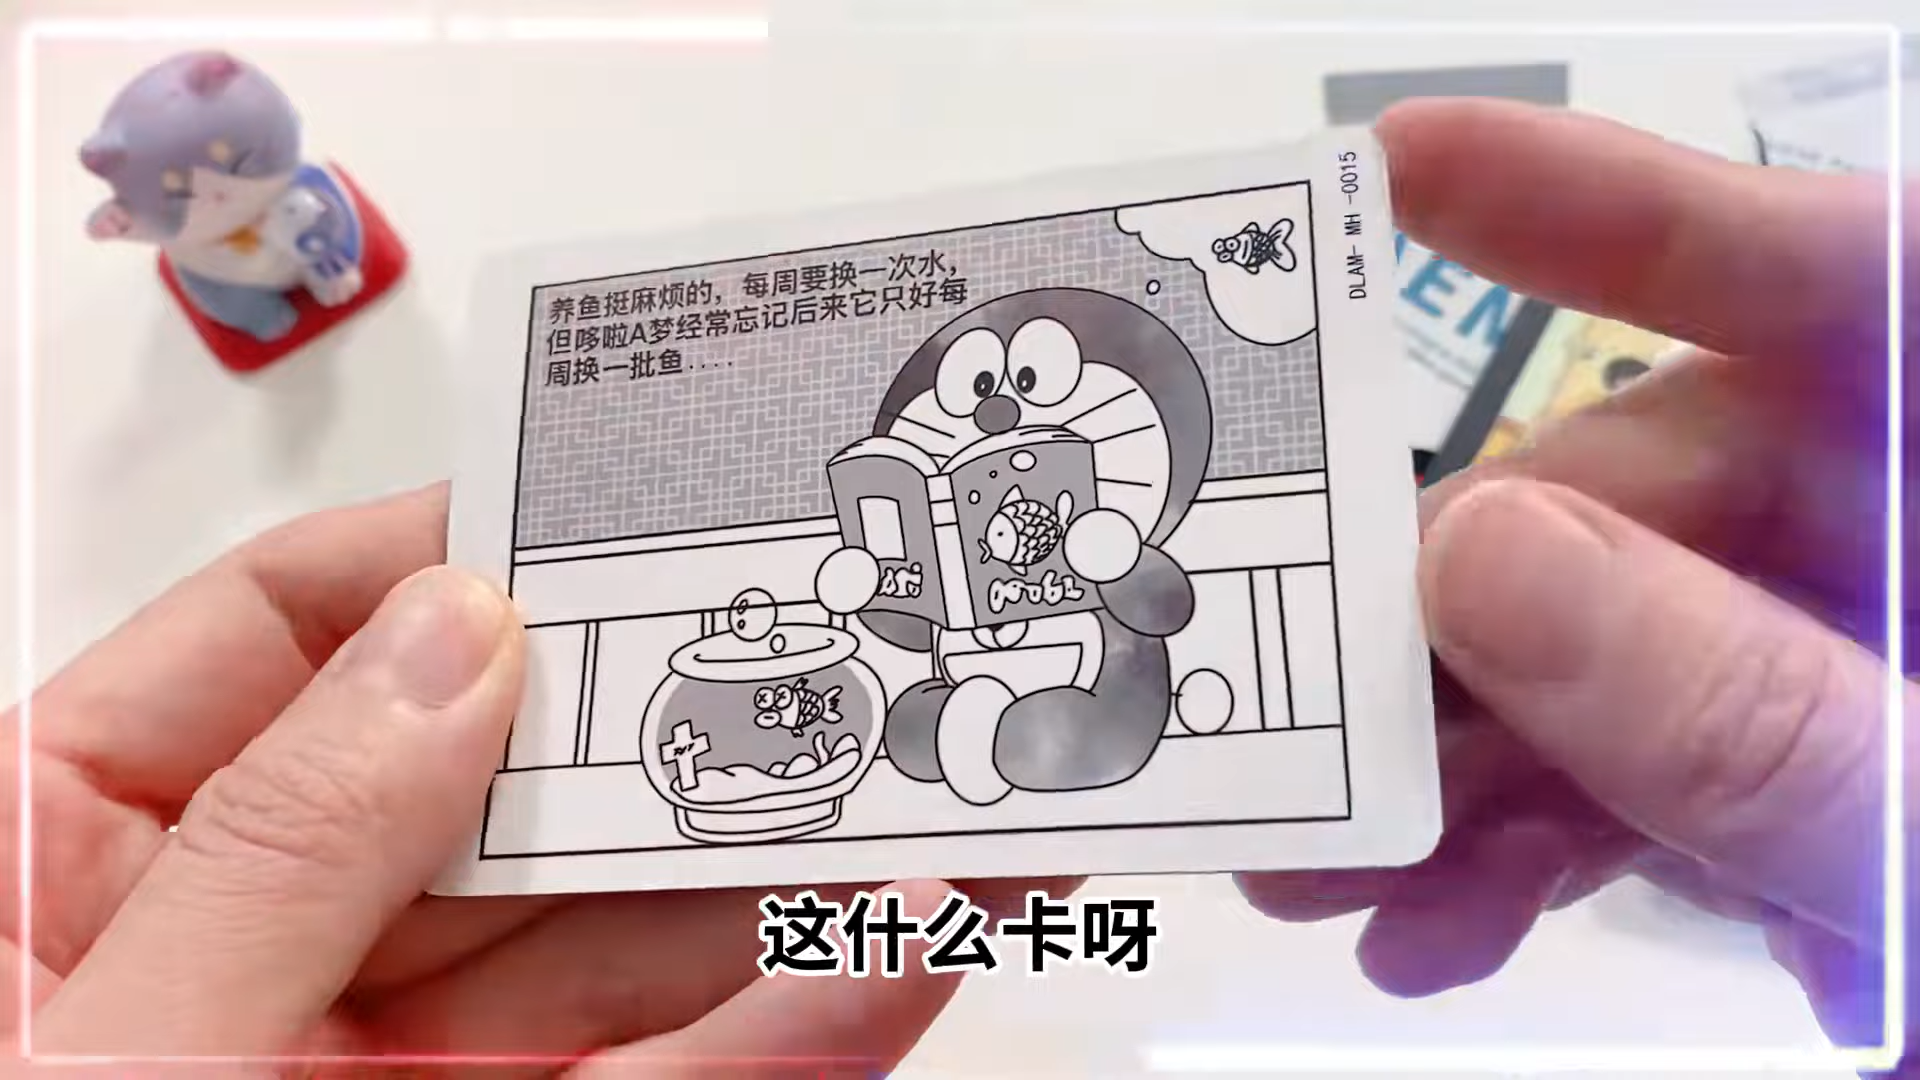 养鱼挺麻烦的，每周要换一次水，
但哆啦A梦经常忘记后来它只好每
周换一批鱼....
DLAM- MH -0015
这什么卡呀